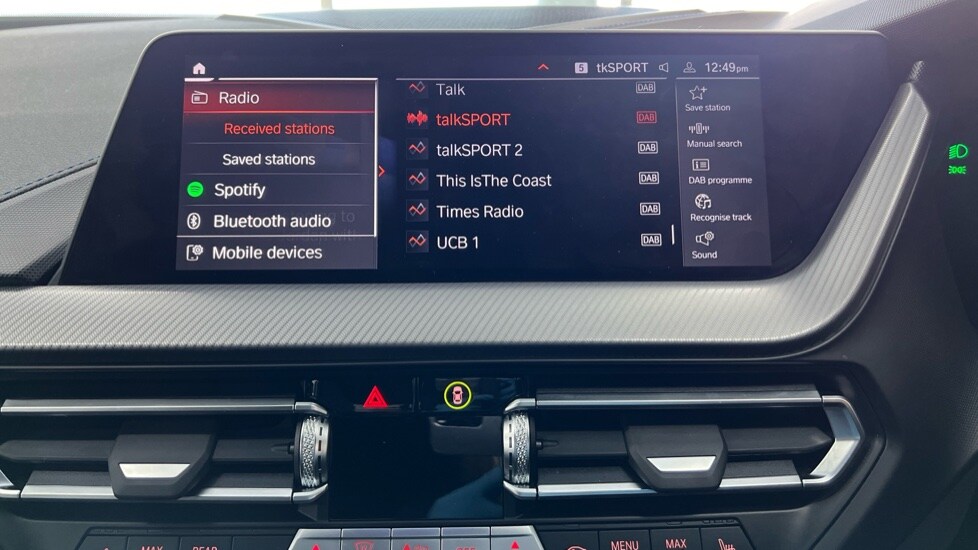 5 tkSPORT 12:49pm
Radio
Received stations
Saved stations
Spotify
Bluetooth audio
Mobile devices
Talk DAB
talkSPORT DAB
talkSPORT 2 DAB
This IsThe Coast DAB
Times Radio DAB
UCB 1 DAB
Save station
Manual search
DAB programme
Recognise track
Sound
MAX
REAR
MENU
MAX